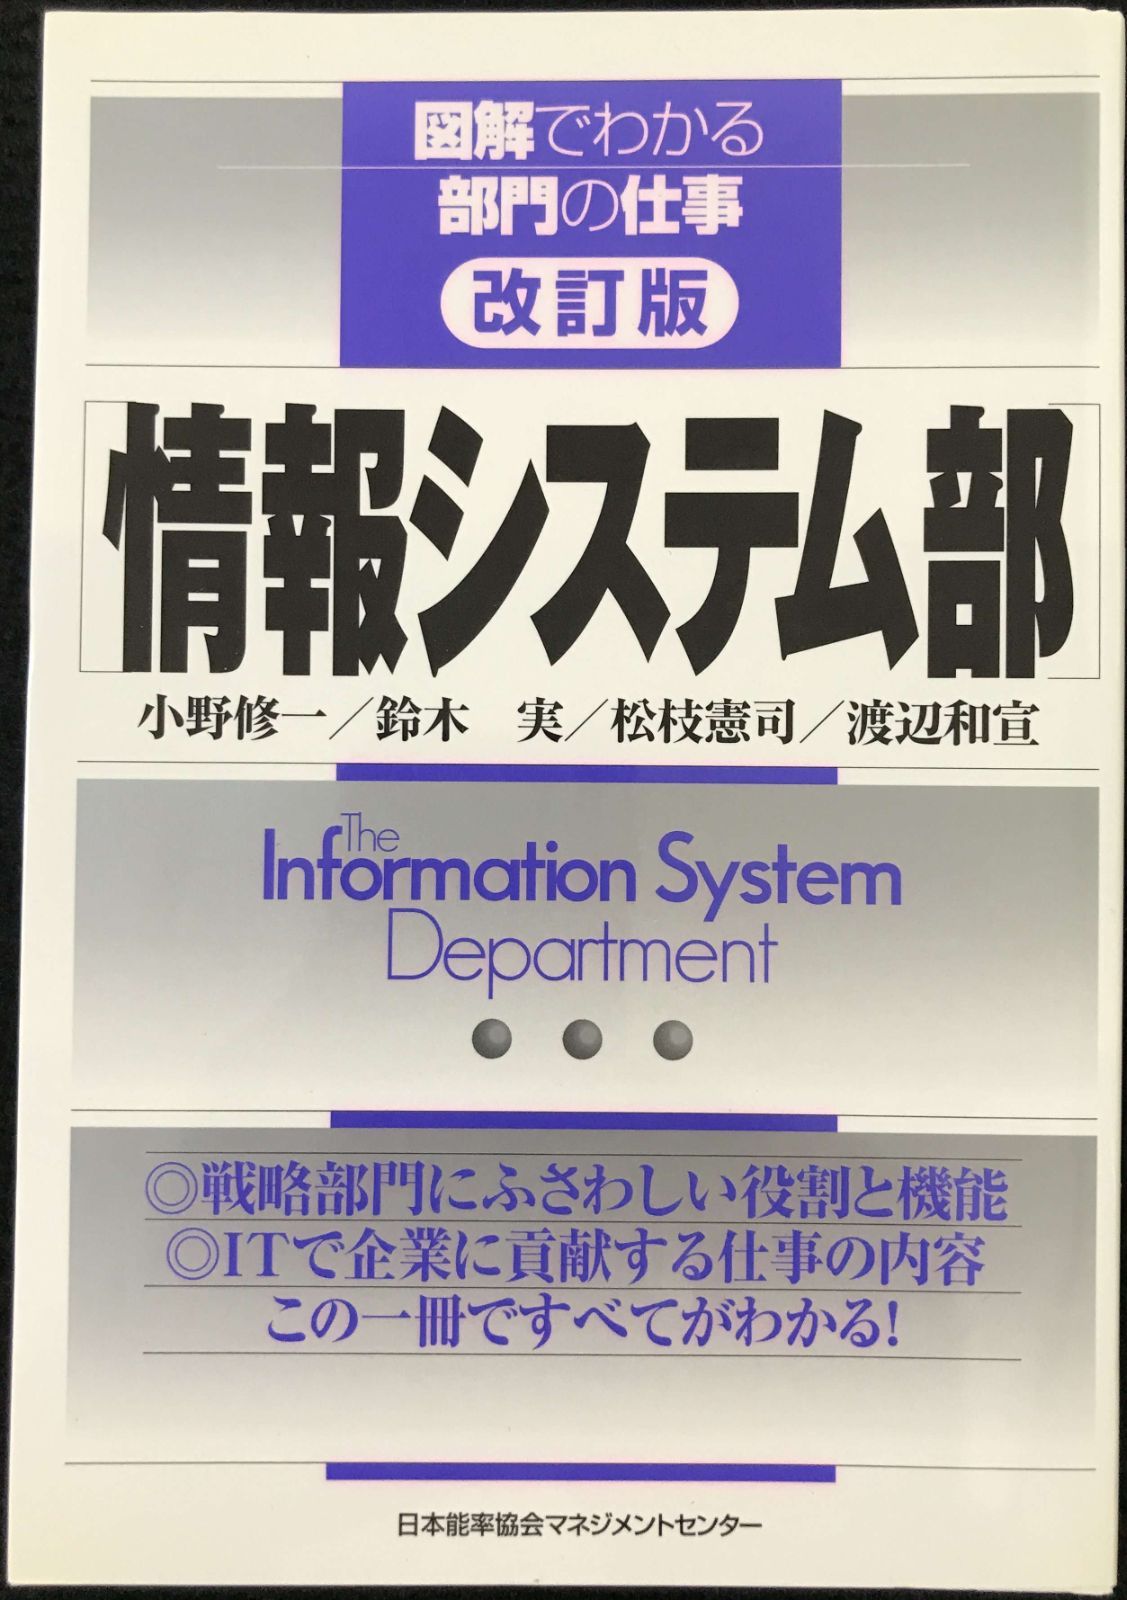 図解でわかる
部門の仕事
改訂版
情報システム部
小野修一／鈴木　実／松枝憲司／渡辺和宣
The
Information System
Department
◎戦略部門にふさわしい役割と機能
◎ITで企業に貢献する仕事の内容
この一冊ですべてがわかる!
日本能率協会マネジメントセンター